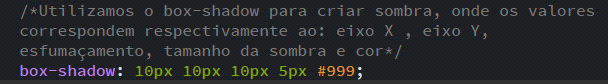 /*Utilizamos o box-shadow para criar sombra, onde os valores
correspondem respectivamente ao: eixo X , eixo Y,
esfumaçamento, tamanho da sombra e cor*/
box-shadow: 10px 10px 10px 5px #999;